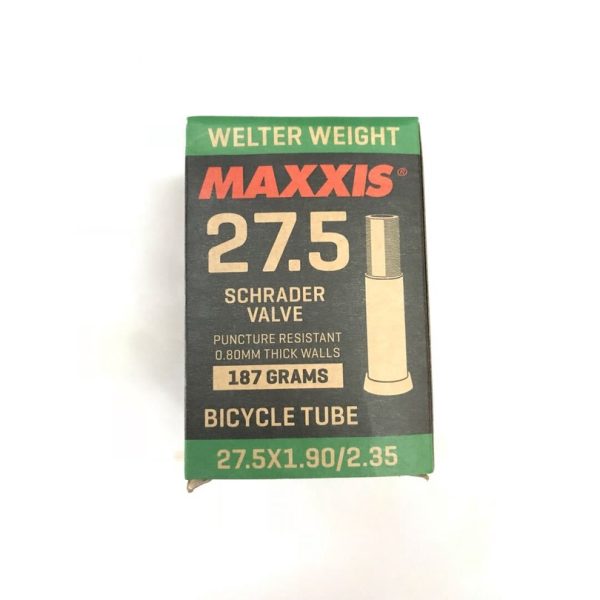 WELTER WEIGHT
MAXXIS®
27.5
SCHRADER
VALVE
PUNCTURE RESISTANT
0.80MM THICK WALLS
187 GRAMS
BICYCLE TUBE
27.5X1.90/2.35